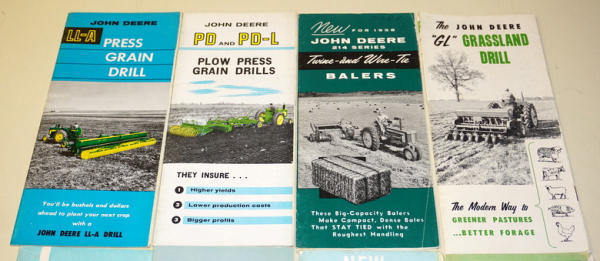 JOHN DEERE
LL-A
PRESS
GRAIN
DRILL
You'll be bushels and dollars
ahead to plant your next crop
with a
JOHN DEERE LL-A DRILL
JOHN DEERE
PD AND PD-L
PLOW PRESS
GRAIN DRILLS
THEY INSURE . . .
1 Higher yields
2 Lower production costs
3 Bigger profits
New FOR 1958
JOHN DEERE
214 SERIES
Twine-and Wire-Tie
BALERS
These Big-Capacity Balers
Make Compact, Dense Bales
That STAY TIED with the
Roughest Handling
The JOHN DEERE
"GL" GRASSLAND
DRILL
The Modern Way to
GREENER PASTURES
...BETTER FORAGE
NEW